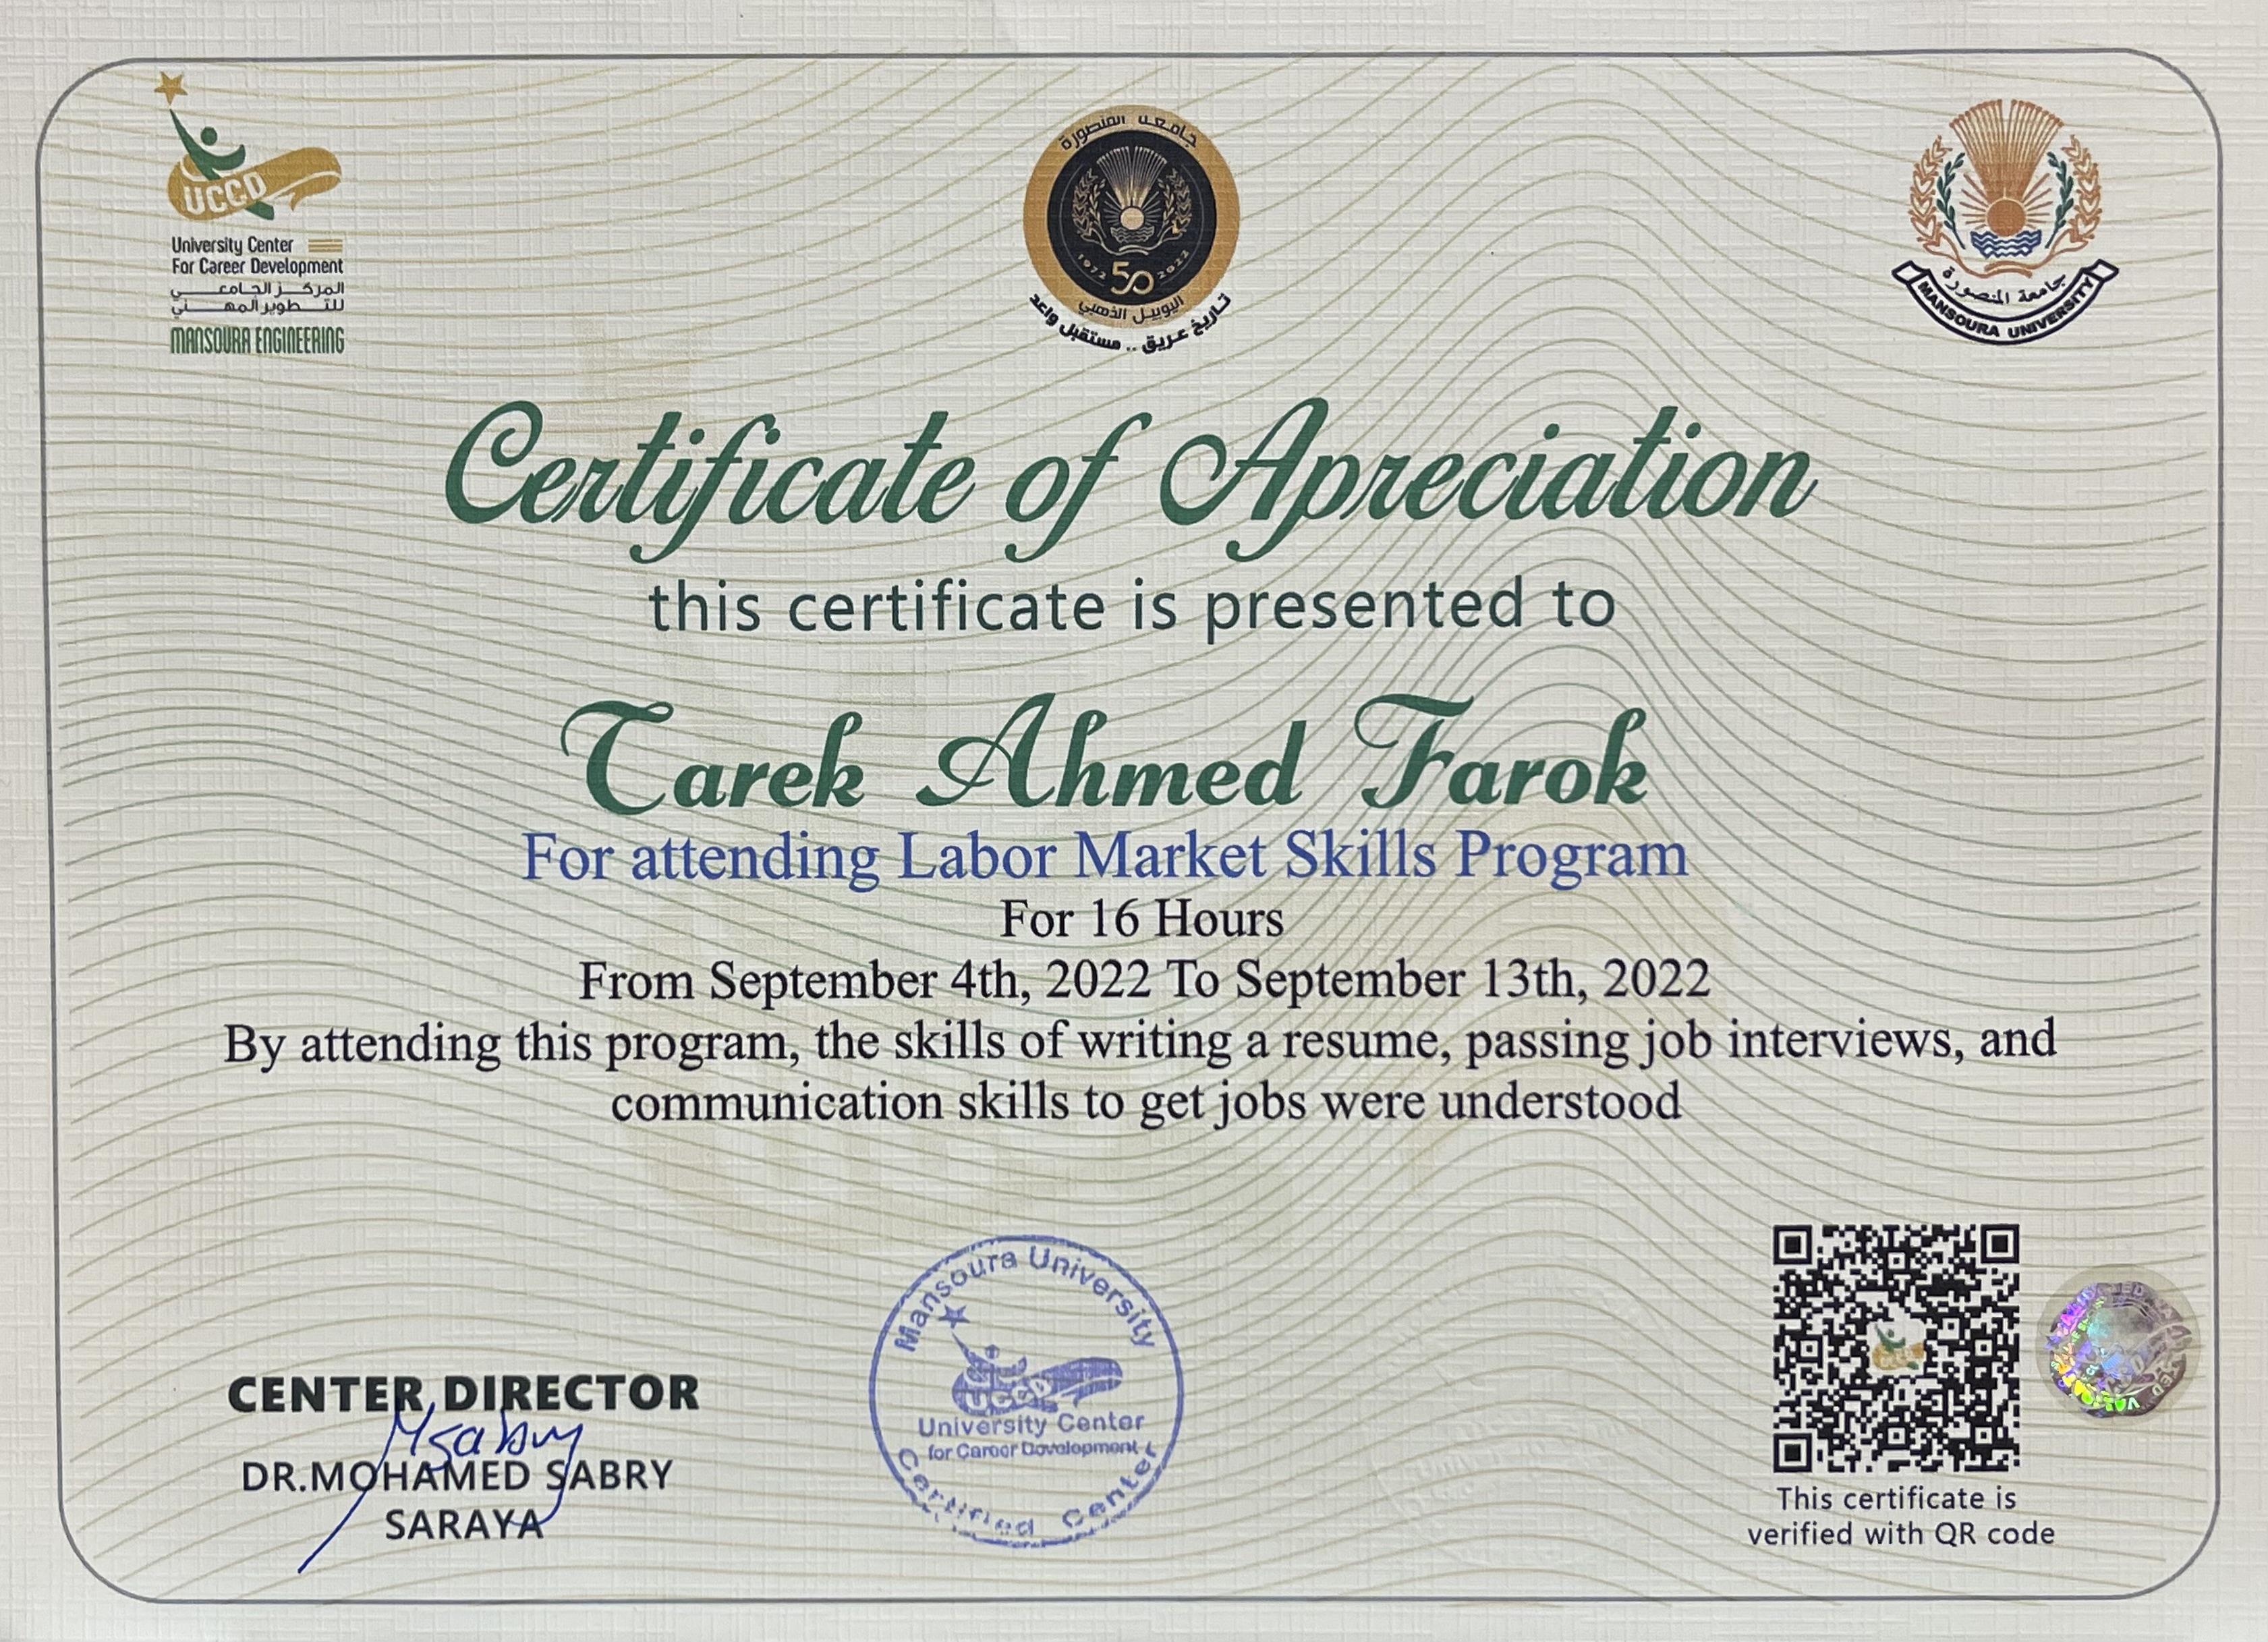 UCCD
University Center
For Career Development
المركز الجامعي
للتطوير المهني
MANSOURA ENGINEERING
جامعة المنصورة
1972 50 2022
اليوبيل الذهبي
تاريخ عريق .. مستقبل واعد
جامعة المنصورة
MANSOURA UNIVERSITY
Certificate of Apreciation
this certificate is presented to
Tarek Ahmed Farok
For attending Labor Market Skills Program
For 16 Hours
From September 4th, 2022 To September 13th, 2022
By attending this program, the skills of writing a resume, passing job interviews, and
communication skills to get jobs were understood
CENTER DIRECTOR
Msabry
DR.MOHAMED SABRY
SARAYA
Mansoura University
UCCD
University Center
for Career Development
Certified Center
This certificate is
verified with QR code